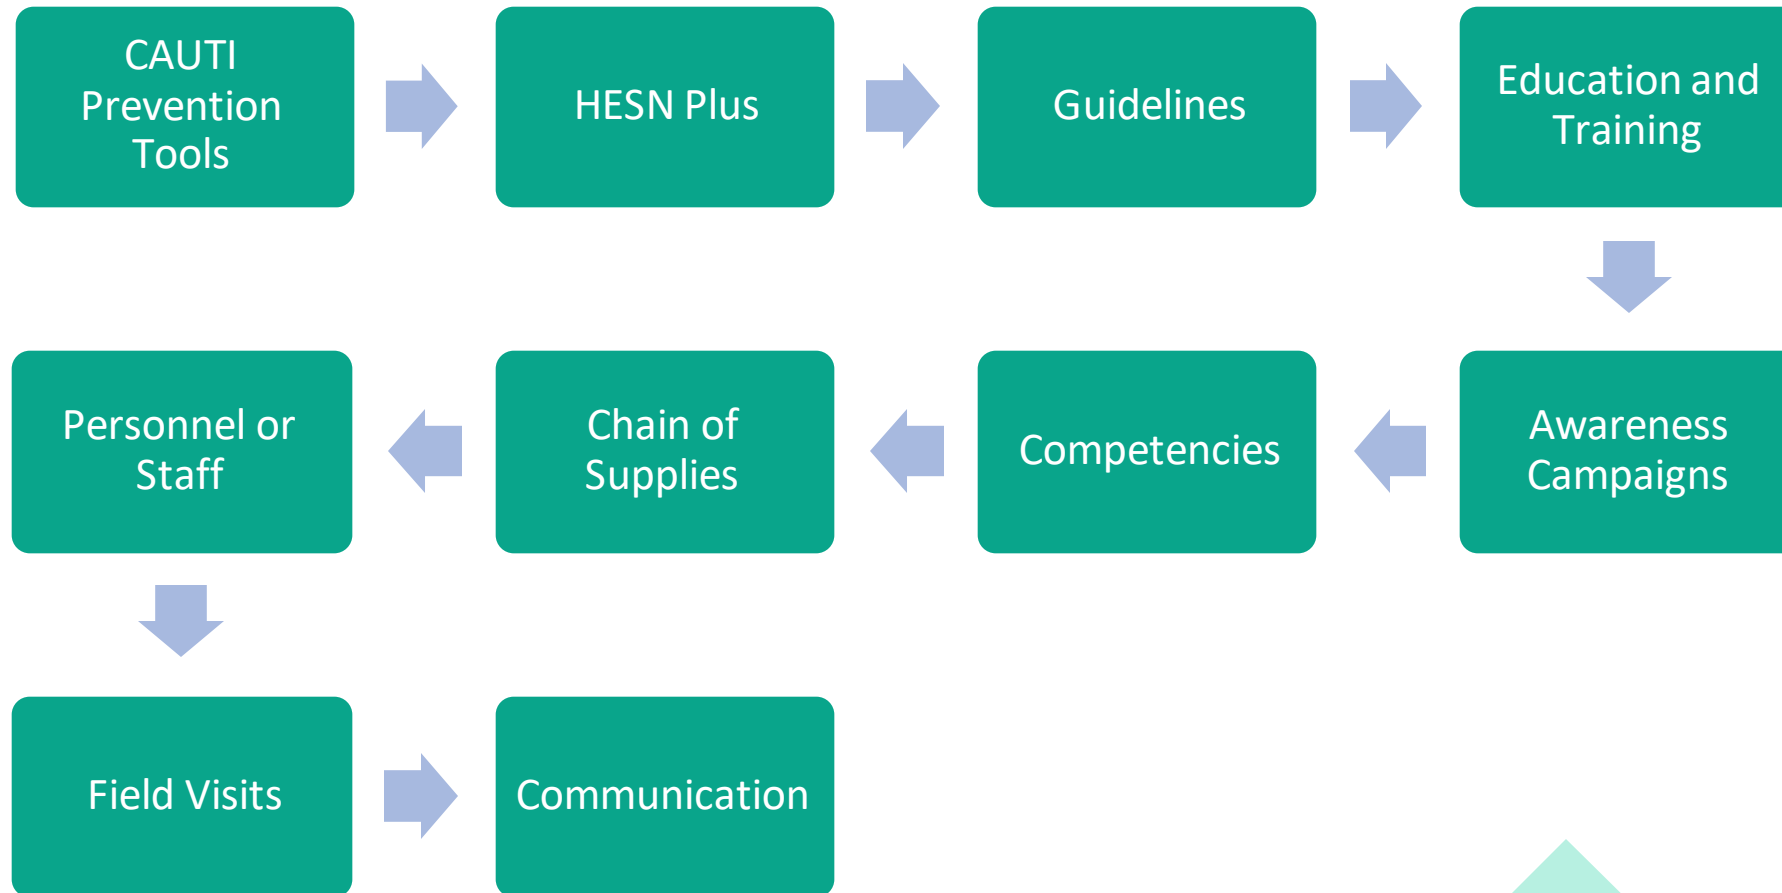 CAUTI
Prevention
Tools
HESN Plus
Guidelines
Education and
Training
Awareness
Campaigns
Competencies
Chain of
Supplies
Personnel or
Staff
Field Visits
Communication